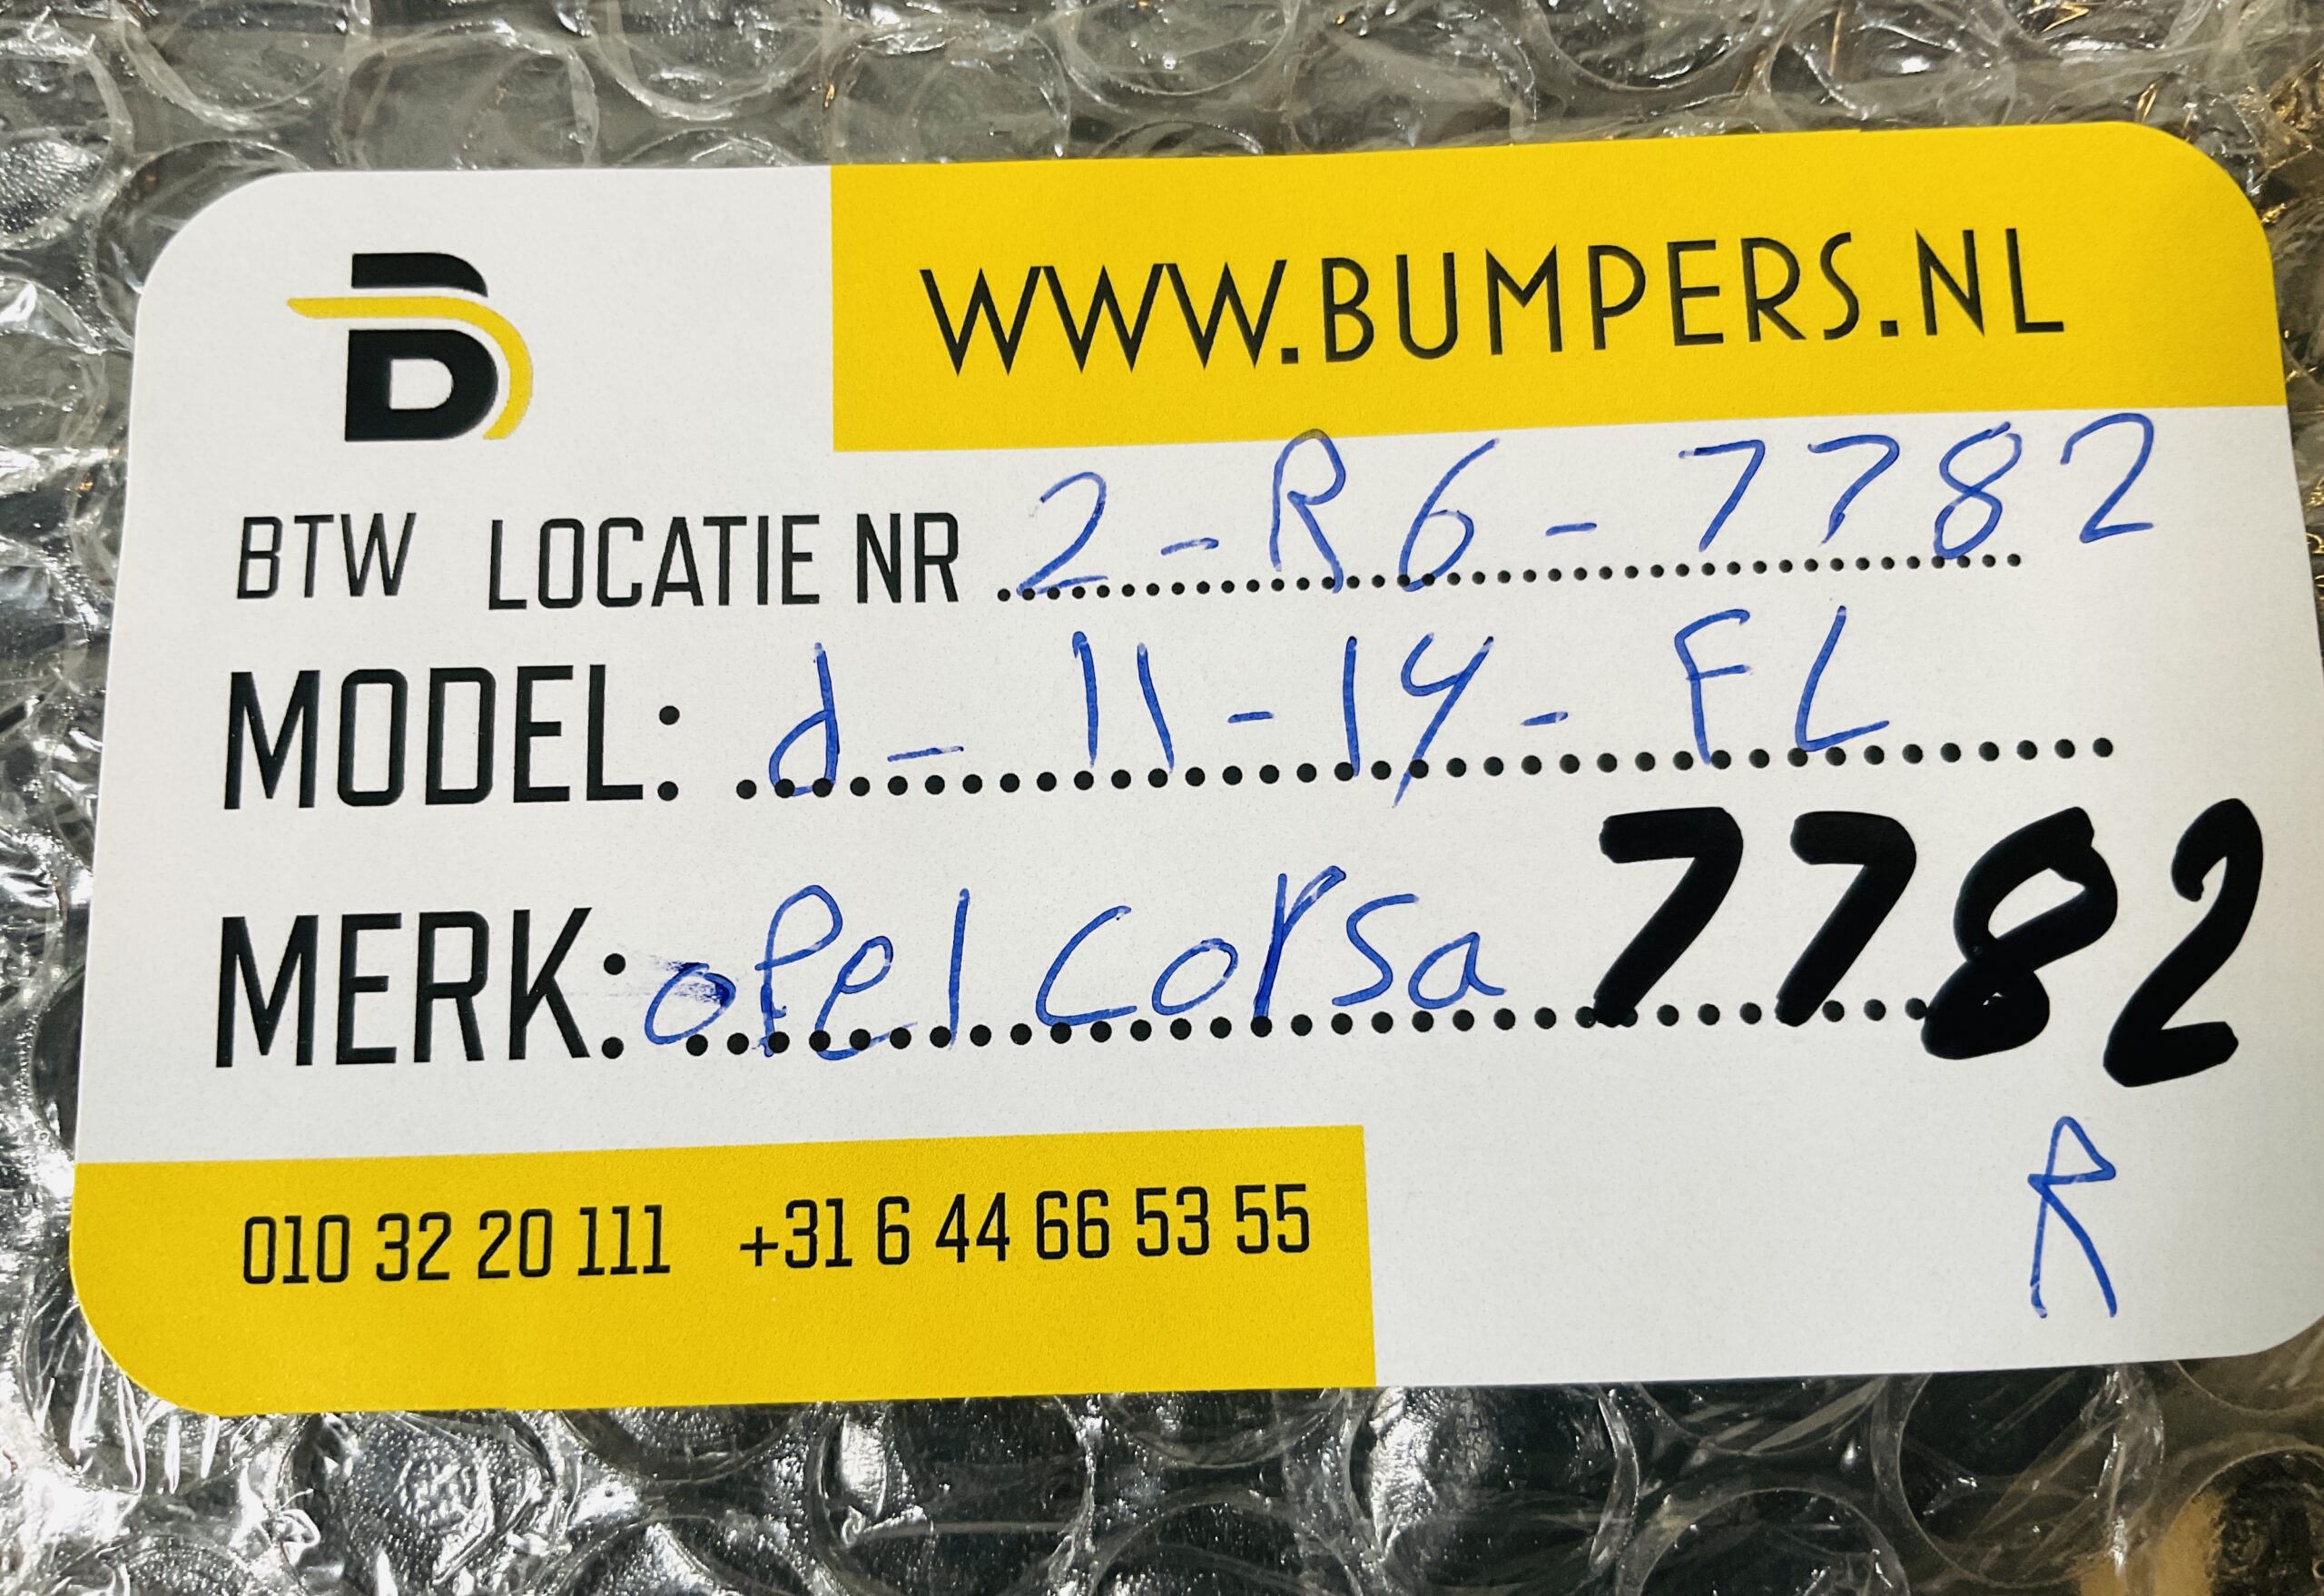 B
WWW.BUMPERS.NL
BTW LOCATIE NR 2-R6-7782
MODEL: d-11-14-FL
MERK: opel corsa 7782
R
010 32 20 111 +31 6 44 66 53 55